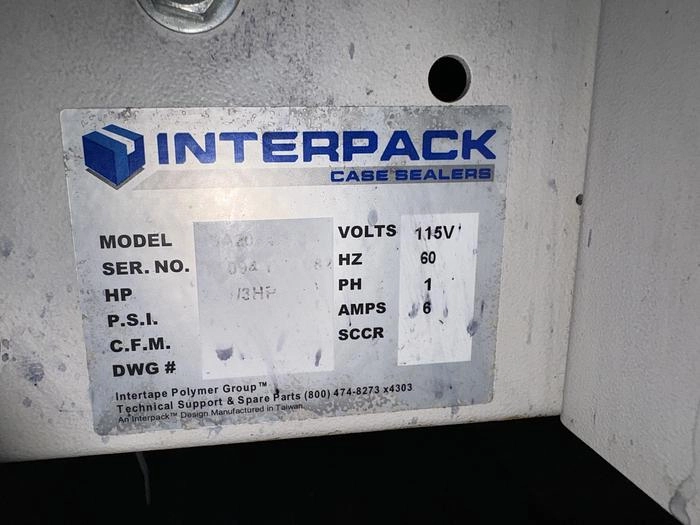 INTERPACK
CASE SEALERS
MODEL
SER. NO.
HP /3HP
P.S.I.
C.F.M.
DWG #
VOLTS 115V
HZ 60
PH 1
AMPS 6
SCCR
Intertape Polymer Group™
Technical Support & Spare Parts (800) 474-8273 x4303
An Interpack™ Design Manufactured in Taiwan